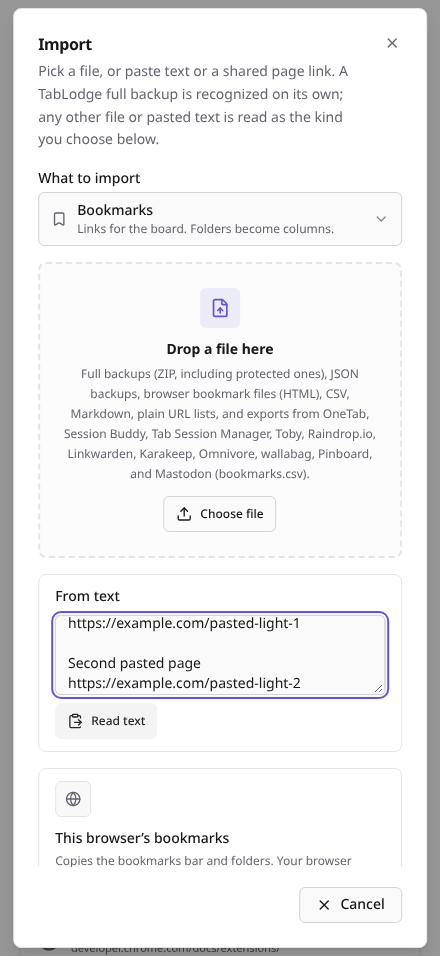 Import
Pick a file, or paste text or a shared page link. A
TabLodge full backup is recognized on its own;
any other file or pasted text is read as the kind
you choose below.
What to import
Bookmarks
Links for the board. Folders become columns.
Drop a file here
Full backups (ZIP, including protected ones), JSON
backups, browser bookmark files (HTML), CSV,
Markdown, plain URL lists, and exports from OneTab,
Session Buddy, Tab Session Manager, Toby, Raindrop.io,
Linkwarden, Karakeep, Omnivore, wallabag, Pinboard,
and Mastodon (bookmarks.csv).
Choose file
From text
https://example.com/pasted-light-1
Second pasted page
https://example.com/pasted-light-2
Read text
This browser’s bookmarks
Copies the bookmarks bar and folders. Your browser
Cancel
developer.chrome.com/docs/extensions/